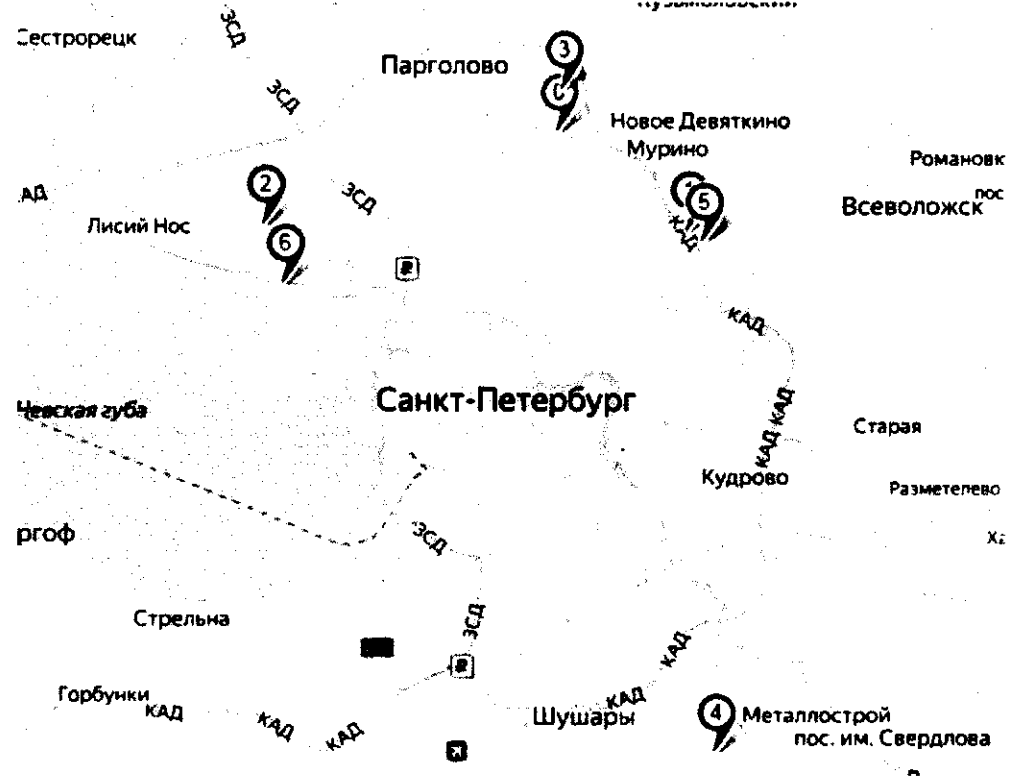 ЗСД
Сестрорецк
3
Парголово
ЗСД
Новое Девяткино
Мурино
Романовк
АД
2
ЗСД
пос
5
Всеволожск
Лисий Нос
КАД
6
КАД
Санкт-Петербург
Невская губа
КАД
Старая
КАД
Кудрово
Разметелево
ргоф
ЗСД
Стрельна
ЗСД
КАД
Горбунки
КАД
КАД
КАД
КАД
Шушары
4
Металлострой
пос. им. Свердлова